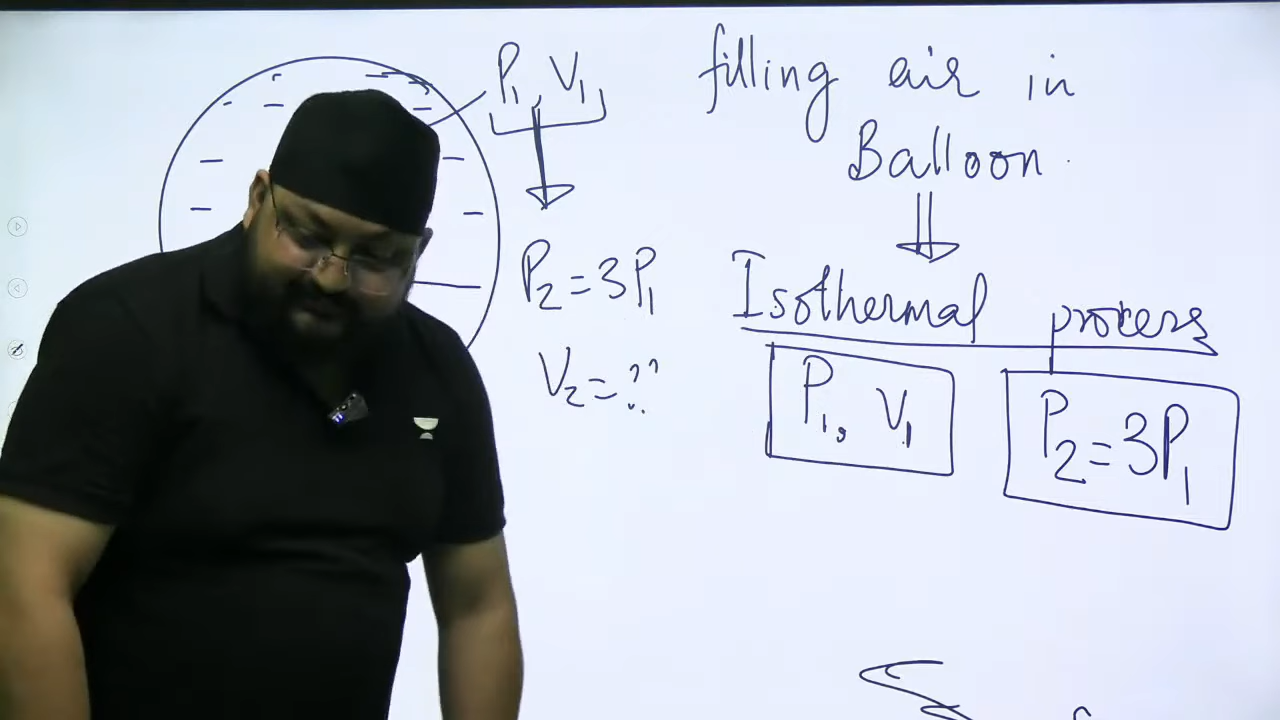 P₁, V₁
P₂ = 3P₁
V₂ = ??
filling air in
Balloon
Isothermal process
P₁, V₁
P₂ = 3P₁